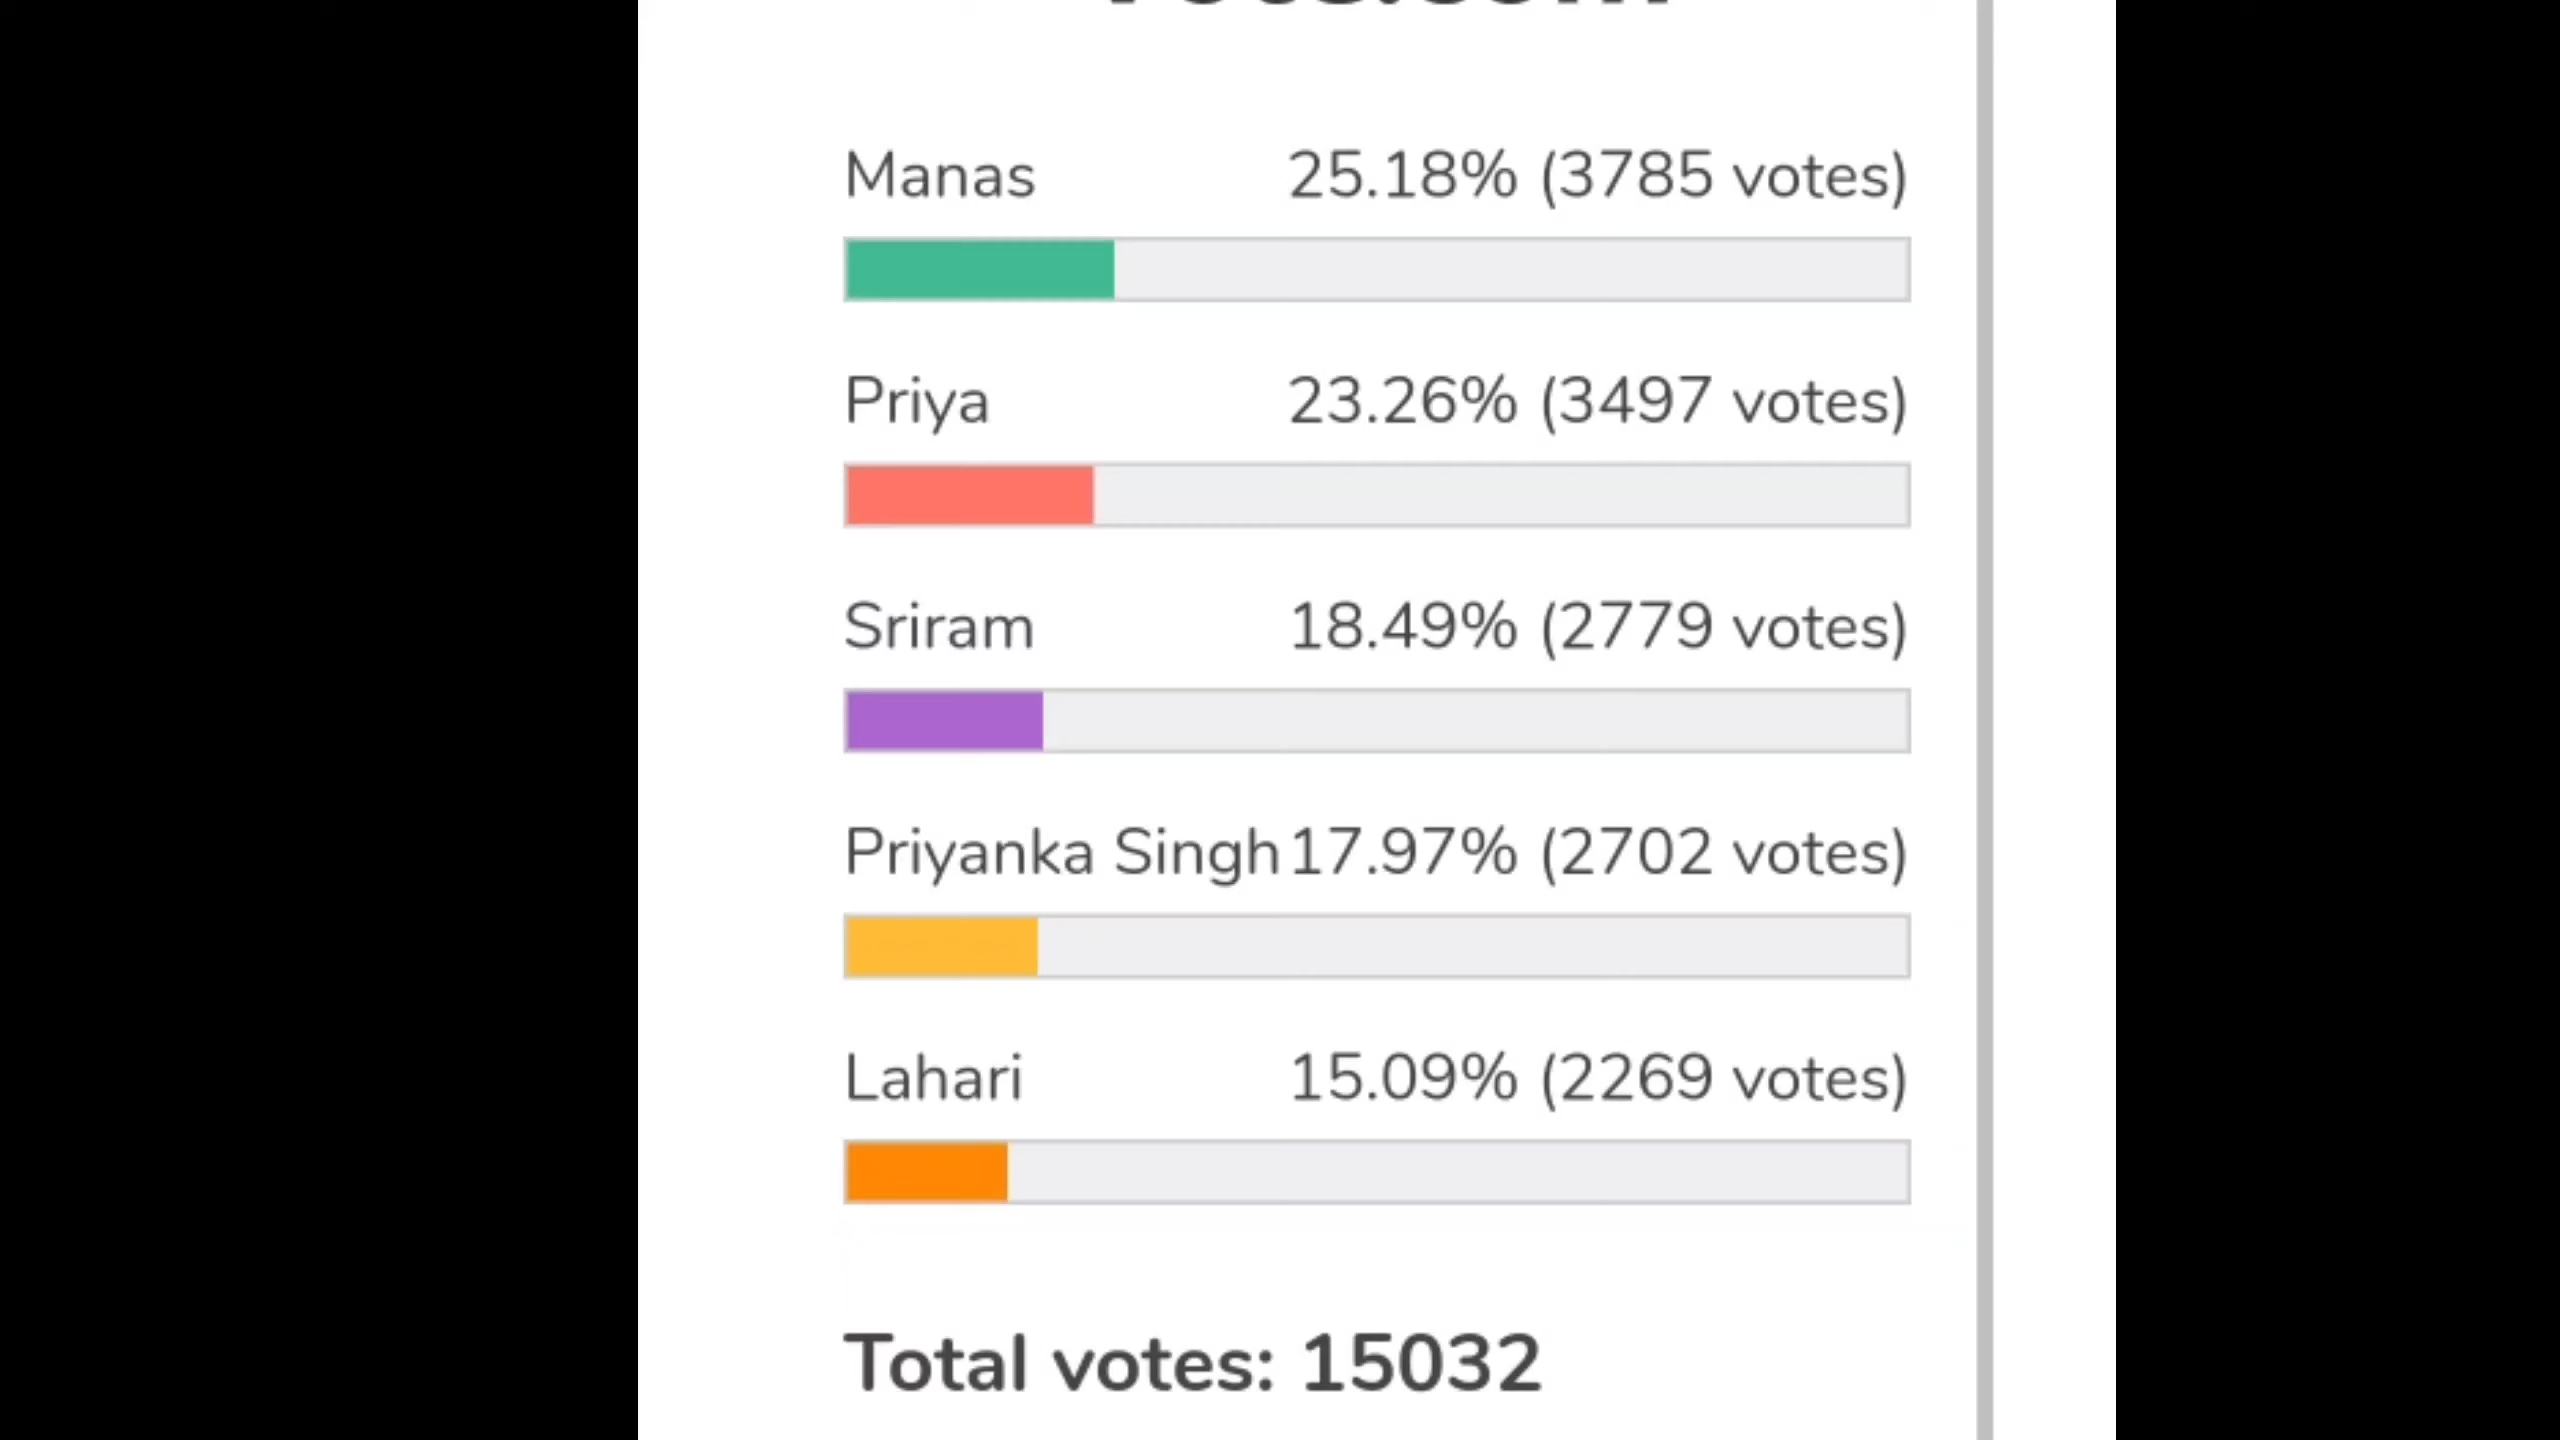 Manas 25.18% (3785 votes)
Priya 23.26% (3497 votes)
Sriram 18.49% (2779 votes)
Priyanka Singh 17.97% (2702 votes)
Lahari 15.09% (2269 votes)
Total votes: 15032